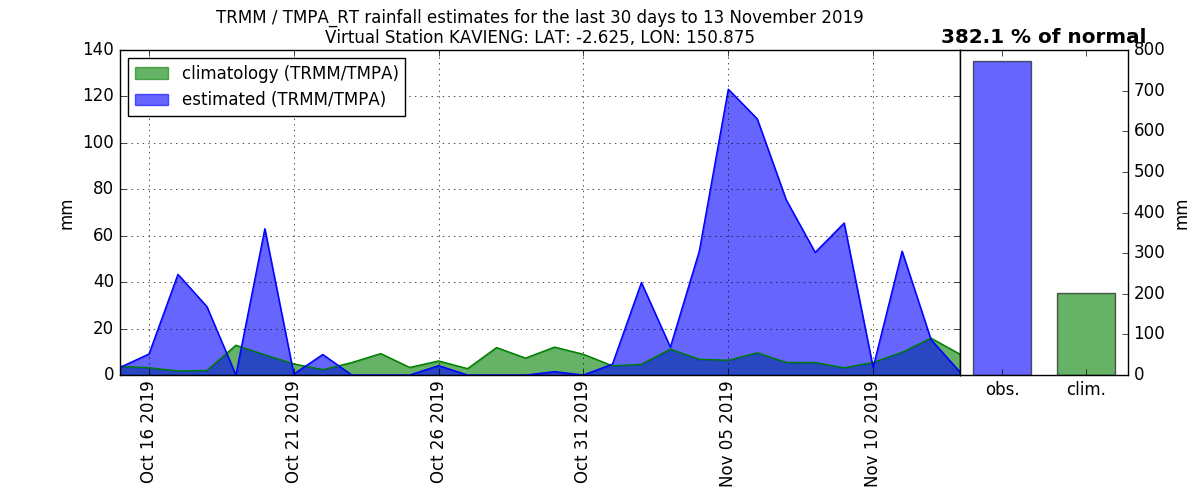 TRMM / TMPA_RT rainfall estimates for the last 30 days to 13 November 2019
Virtual Station KAVIENG: LAT: -2.625, LON: 150.875
382.1 % of normal
climatology (TRMM/TMPA)
estimated (TRMM/TMPA)
140
120
100
80
60
40
20
0
mm
Oct 16 2019
Oct 21 2019
Oct 26 2019
Oct 31 2019
Nov 05 2019
Nov 10 2019
800
700
600
500
400
300
200
100
0
mm
obs.
clim.